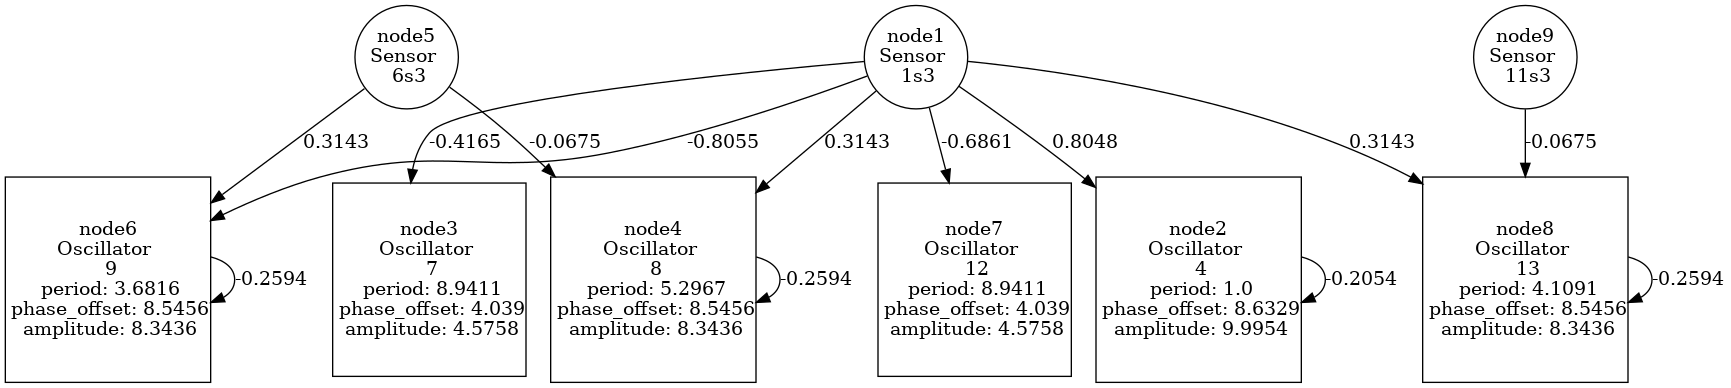 node5
Sensor
6s3
node1
Sensor
1s3
node9
Sensor
11s3
0.3143
-0.4165
-0.0675
-0.8055
0.3143
-0.6861
0.8048
0.3143
-0.0675
node6
Oscillator
9
period: 3.6816
phase_offset: 8.5456
amplitude: 8.3436
-0.2594
node3
Oscillator
7
period: 8.9411
phase_offset: 4.039
amplitude: 4.5758
node4
Oscillator
8
period: 5.2967
phase_offset: 8.5456
amplitude: 8.3436
-0.2594
node7
Oscillator
12
period: 8.9411
phase_offset: 4.039
amplitude: 4.5758
node2
Oscillator
4
period: 1.0
phase_offset: 8.6329
amplitude: 9.9954
-0.2054
node8
Oscillator
13
period: 4.1091
phase_offset: 8.5456
amplitude: 8.3436
-0.2594